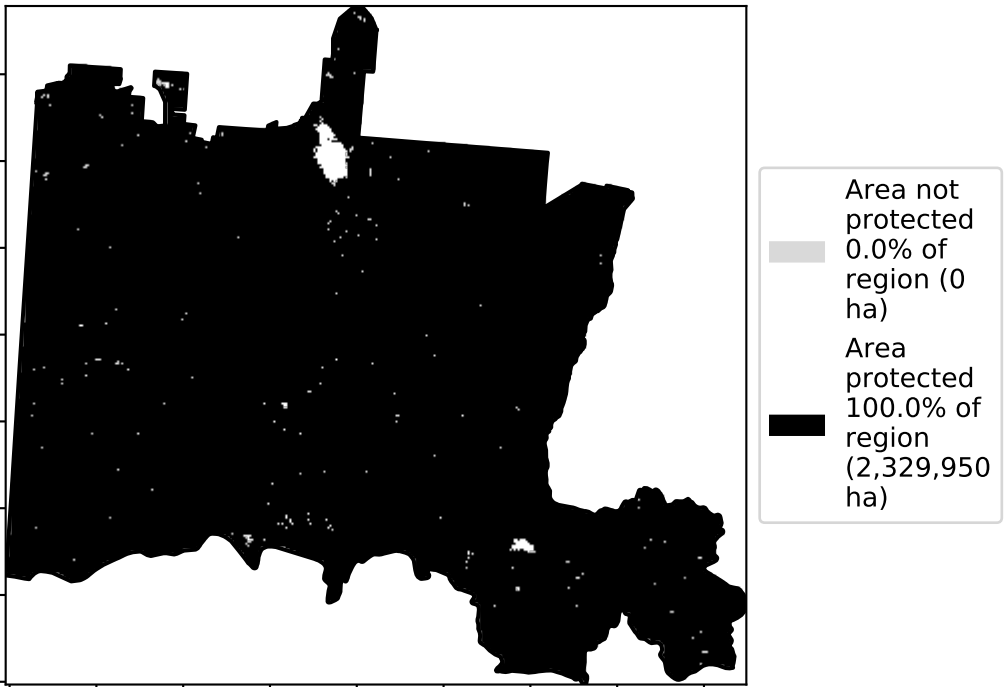 Area not
protected
0.0% of
region (0
ha)
Area
protected
100.0% of
region
(2,329,950
ha)